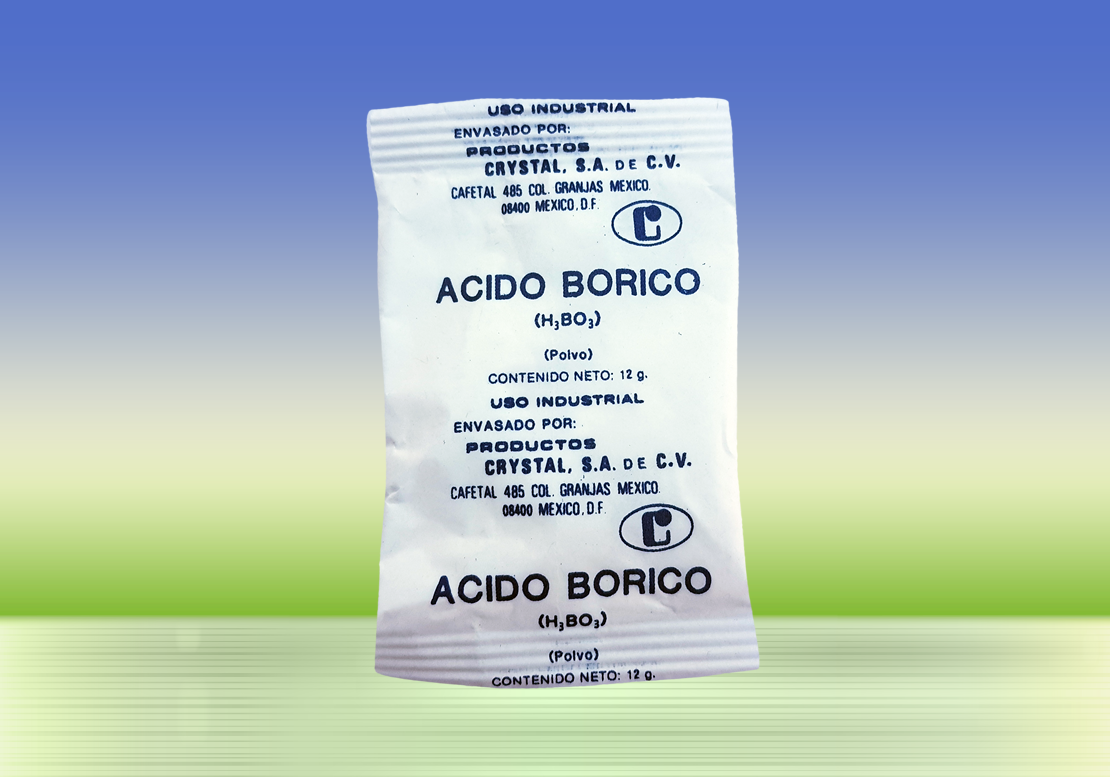 USO INDUSTRIAL
ENVASADO POR:
PRODUCTOS
CRYSTAL, S.A. DE C.V.
CAFETAL 485 COL. GRANJAS MEXICO.
08400 MEXICO, D.F.
C
ACIDO BORICO
(H₃BO₃)
(Polvo)
CONTENIDO NETO: 12 g.
USO INDUSTRIAL
ENVASADO POR:
PRODUCTOS
CRYSTAL, S.A. DE C.V.
CAFETAL 485 COL. GRANJAS MEXICO.
08400 MEXICO, D.F.
C
ACIDO BORICO
(H₃BO₃)
(Polvo)
CONTENIDO NETO: 12 g.